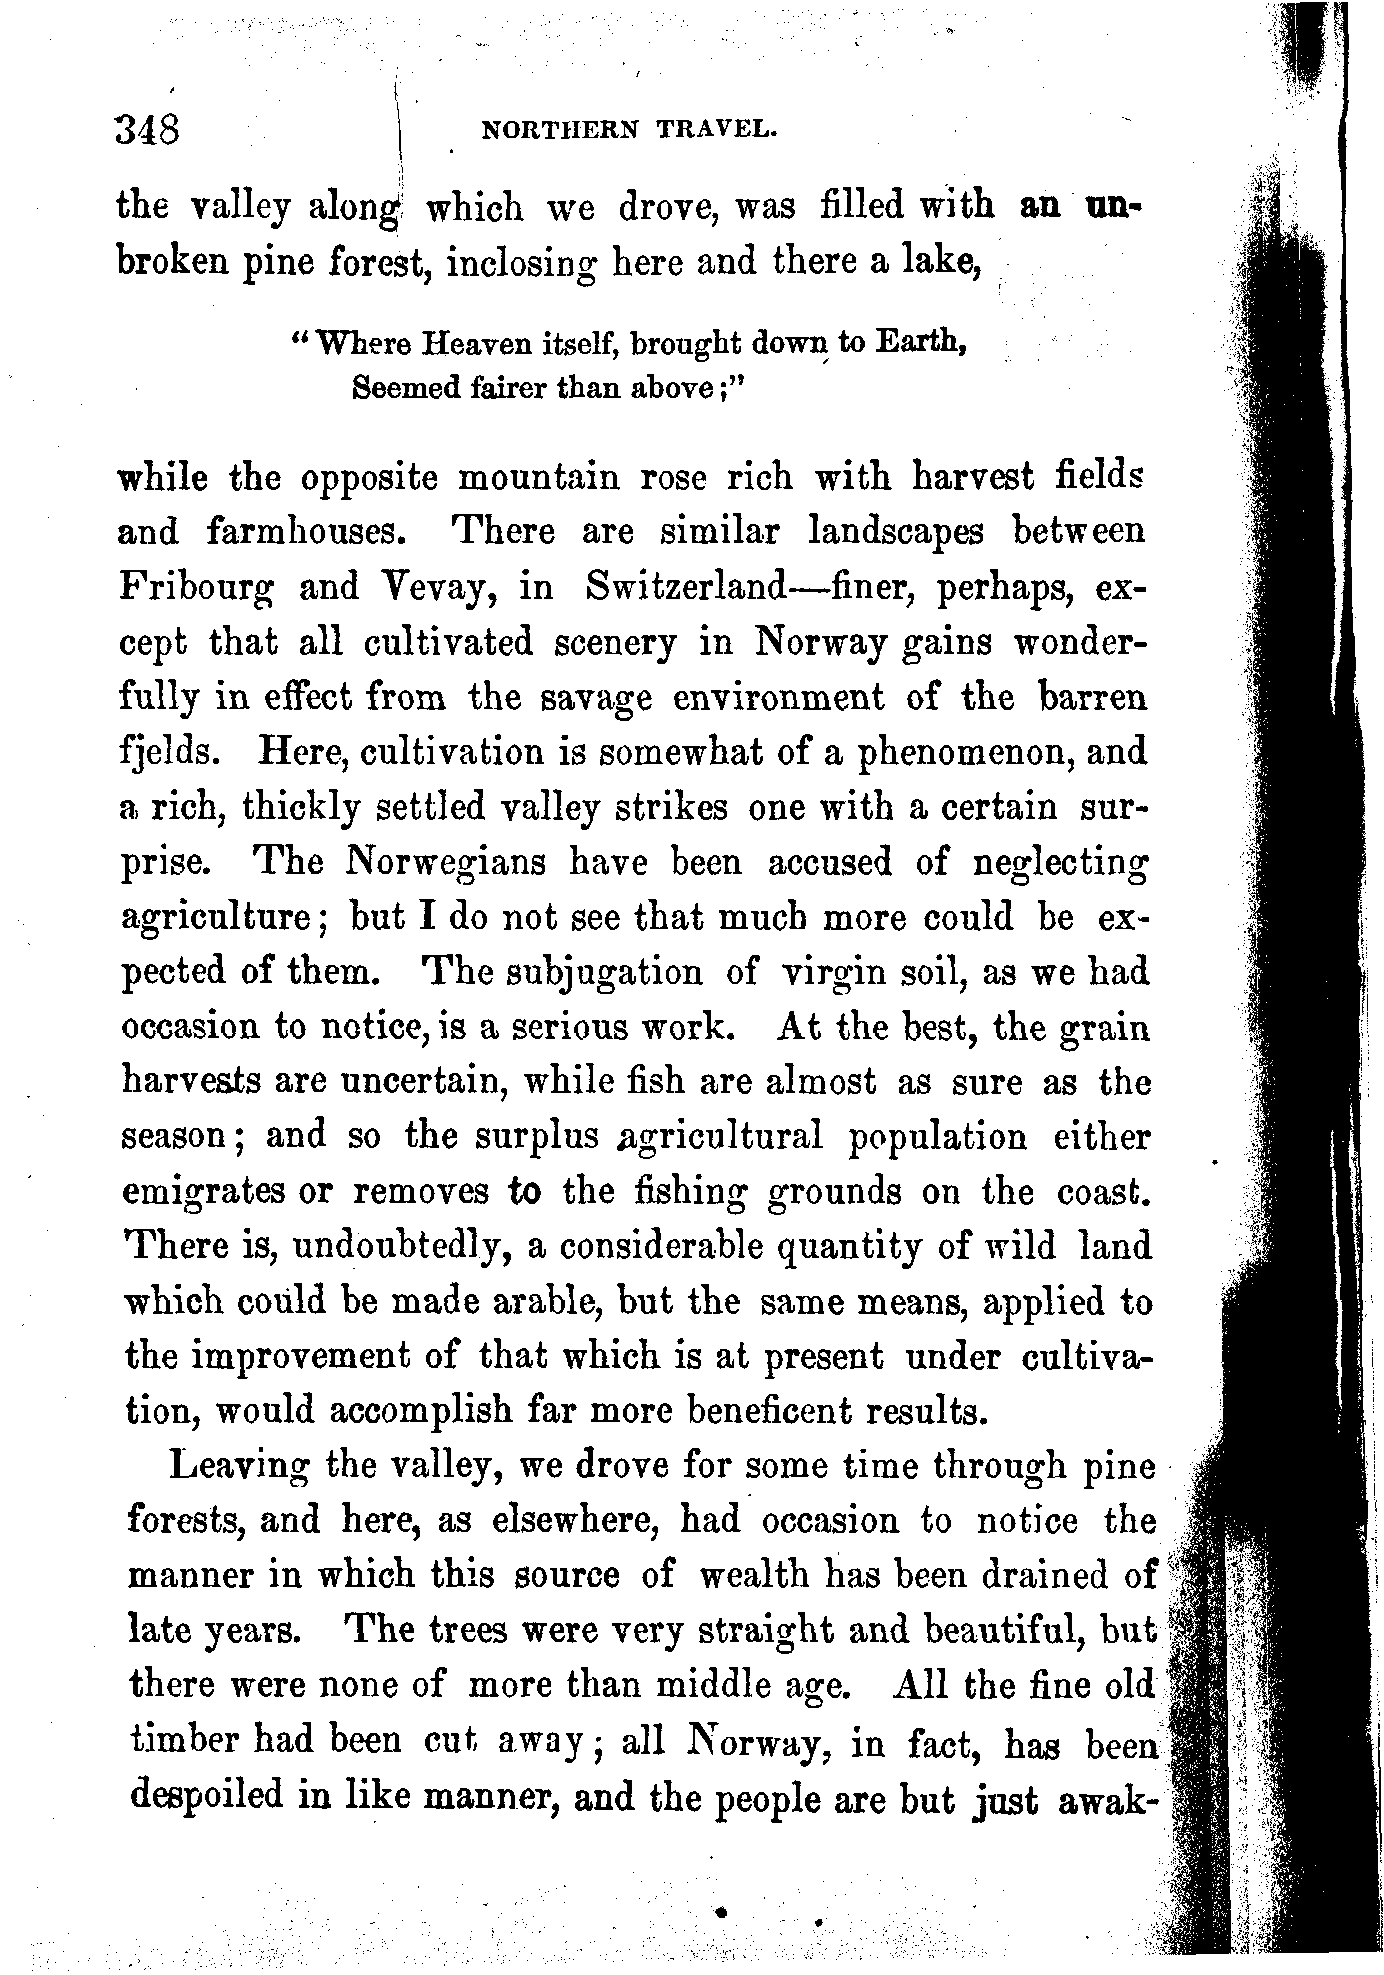 348 NORTHERN TRAVEL.
the valley along which we drove, was filled with an un-
broken pine forest, inclosing here and there a lake,
"Where Heaven itself, brought down to Earth,
Seemed fairer than above;"
while the opposite mountain rose rich with harvest fields
and farmhouses. There are similar landscapes between
Fribourg and Vevay, in Switzerland—finer, perhaps, ex-
cept that all cultivated scenery in Norway gains wonder-
fully in effect from the savage environment of the barren
fjelds. Here, cultivation is somewhat of a phenomenon, and
a rich, thickly settled valley strikes one with a certain sur-
prise. The Norwegians have been accused of neglecting
agriculture; but I do not see that much more could be ex-
pected of them. The subjugation of virgin soil, as we had
occasion to notice, is a serious work. At the best, the grain
harvests are uncertain, while fish are almost as sure as the
season; and so the surplus agricultural population either
emigrates or removes to the fishing grounds on the coast.
There is, undoubtedly, a considerable quantity of wild land
which could be made arable, but the same means, applied to
the improvement of that which is at present under cultiva-
tion, would accomplish far more beneficent results.
Leaving the valley, we drove for some time through pine
forests, and here, as elsewhere, had occasion to notice the
manner in which this source of wealth has been drained of
late years. The trees were very straight and beautiful, but
there were none of more than middle age. All the fine old
timber had been cut away; all Norway, in fact, has been
despoiled in like manner, and the people are but just awak-